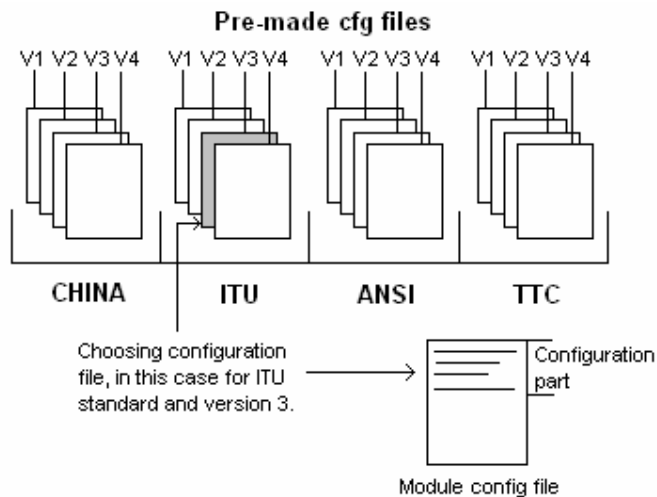 Pre-made cfg files
V1 V2 V3 V4 V1 V2 V3 V4 V1 V2 V3 V4 V1 V2 V3 V4
CHINA ITU ANSI TTC
Choosing configuration
file, in this case for ITU
standard and version 3.
Configuration
part
Module config file